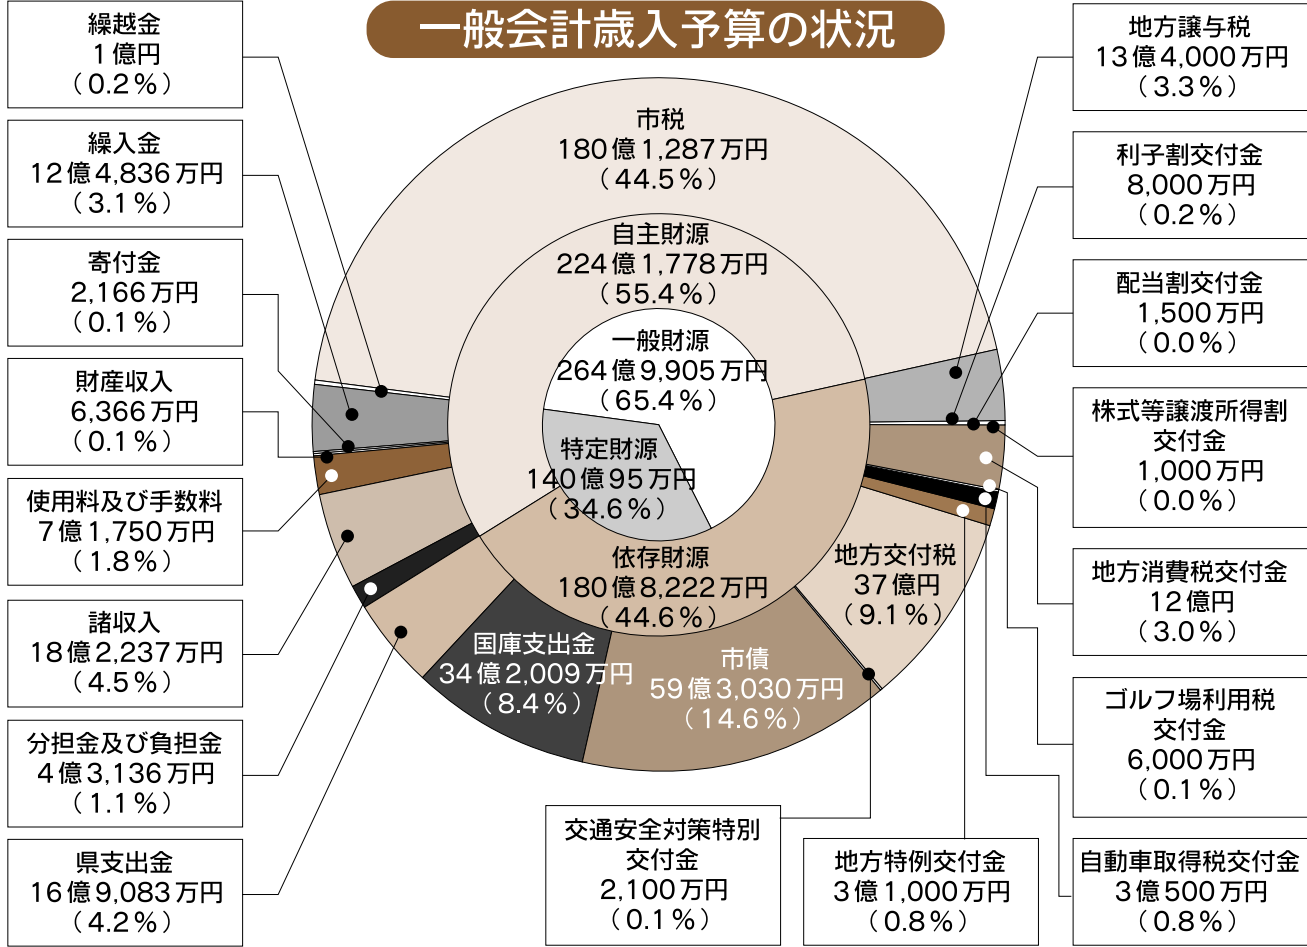 一般会計歳入予算の状況
繰越金
1億円
(0.2%)
繰入金
12億4,836万円
(3.1%)
寄付金
2,166万円
(0.1%)
財産収入
6,366万円
(0.1%)
使用料及び手数料
7億1,750万円
(1.8%)
諸収入
18億2,237万円
(4.5%)
分担金及び負担金
4億3,136万円
(1.1%)
県支出金
16億9,083万円
(4.2%)
市税
180億1,287万円
(44.5%)
自主財源
224億1,778万円
(55.4%)
一般財源
264億9,905万円
(65.4%)
特定財源
140億95万円
(34.6%)
依存財源
180億8,222万円
(44.6%)
地方交付税
37億円
(9.1%)
国庫支出金
34億2,009万円
(8.4%)
市債
59億3,030万円
(14.6%)
地方譲与税
13億4,000万円
(3.3%)
利子割交付金
8,000万円
(0.2%)
配当割交付金
1,500万円
(0.0%)
株式等譲渡所得割
交付金
1,000万円
(0.0%)
地方消費税交付金
12億円
(3.0%)
ゴルフ場利用税
交付金
6,000万円
(0.1%)
自動車取得税交付金
3億500万円
(0.8%)
地方特例交付金
3億1,000万円
(0.8%)
交通安全対策特別
交付金
2,100万円
(0.1%)